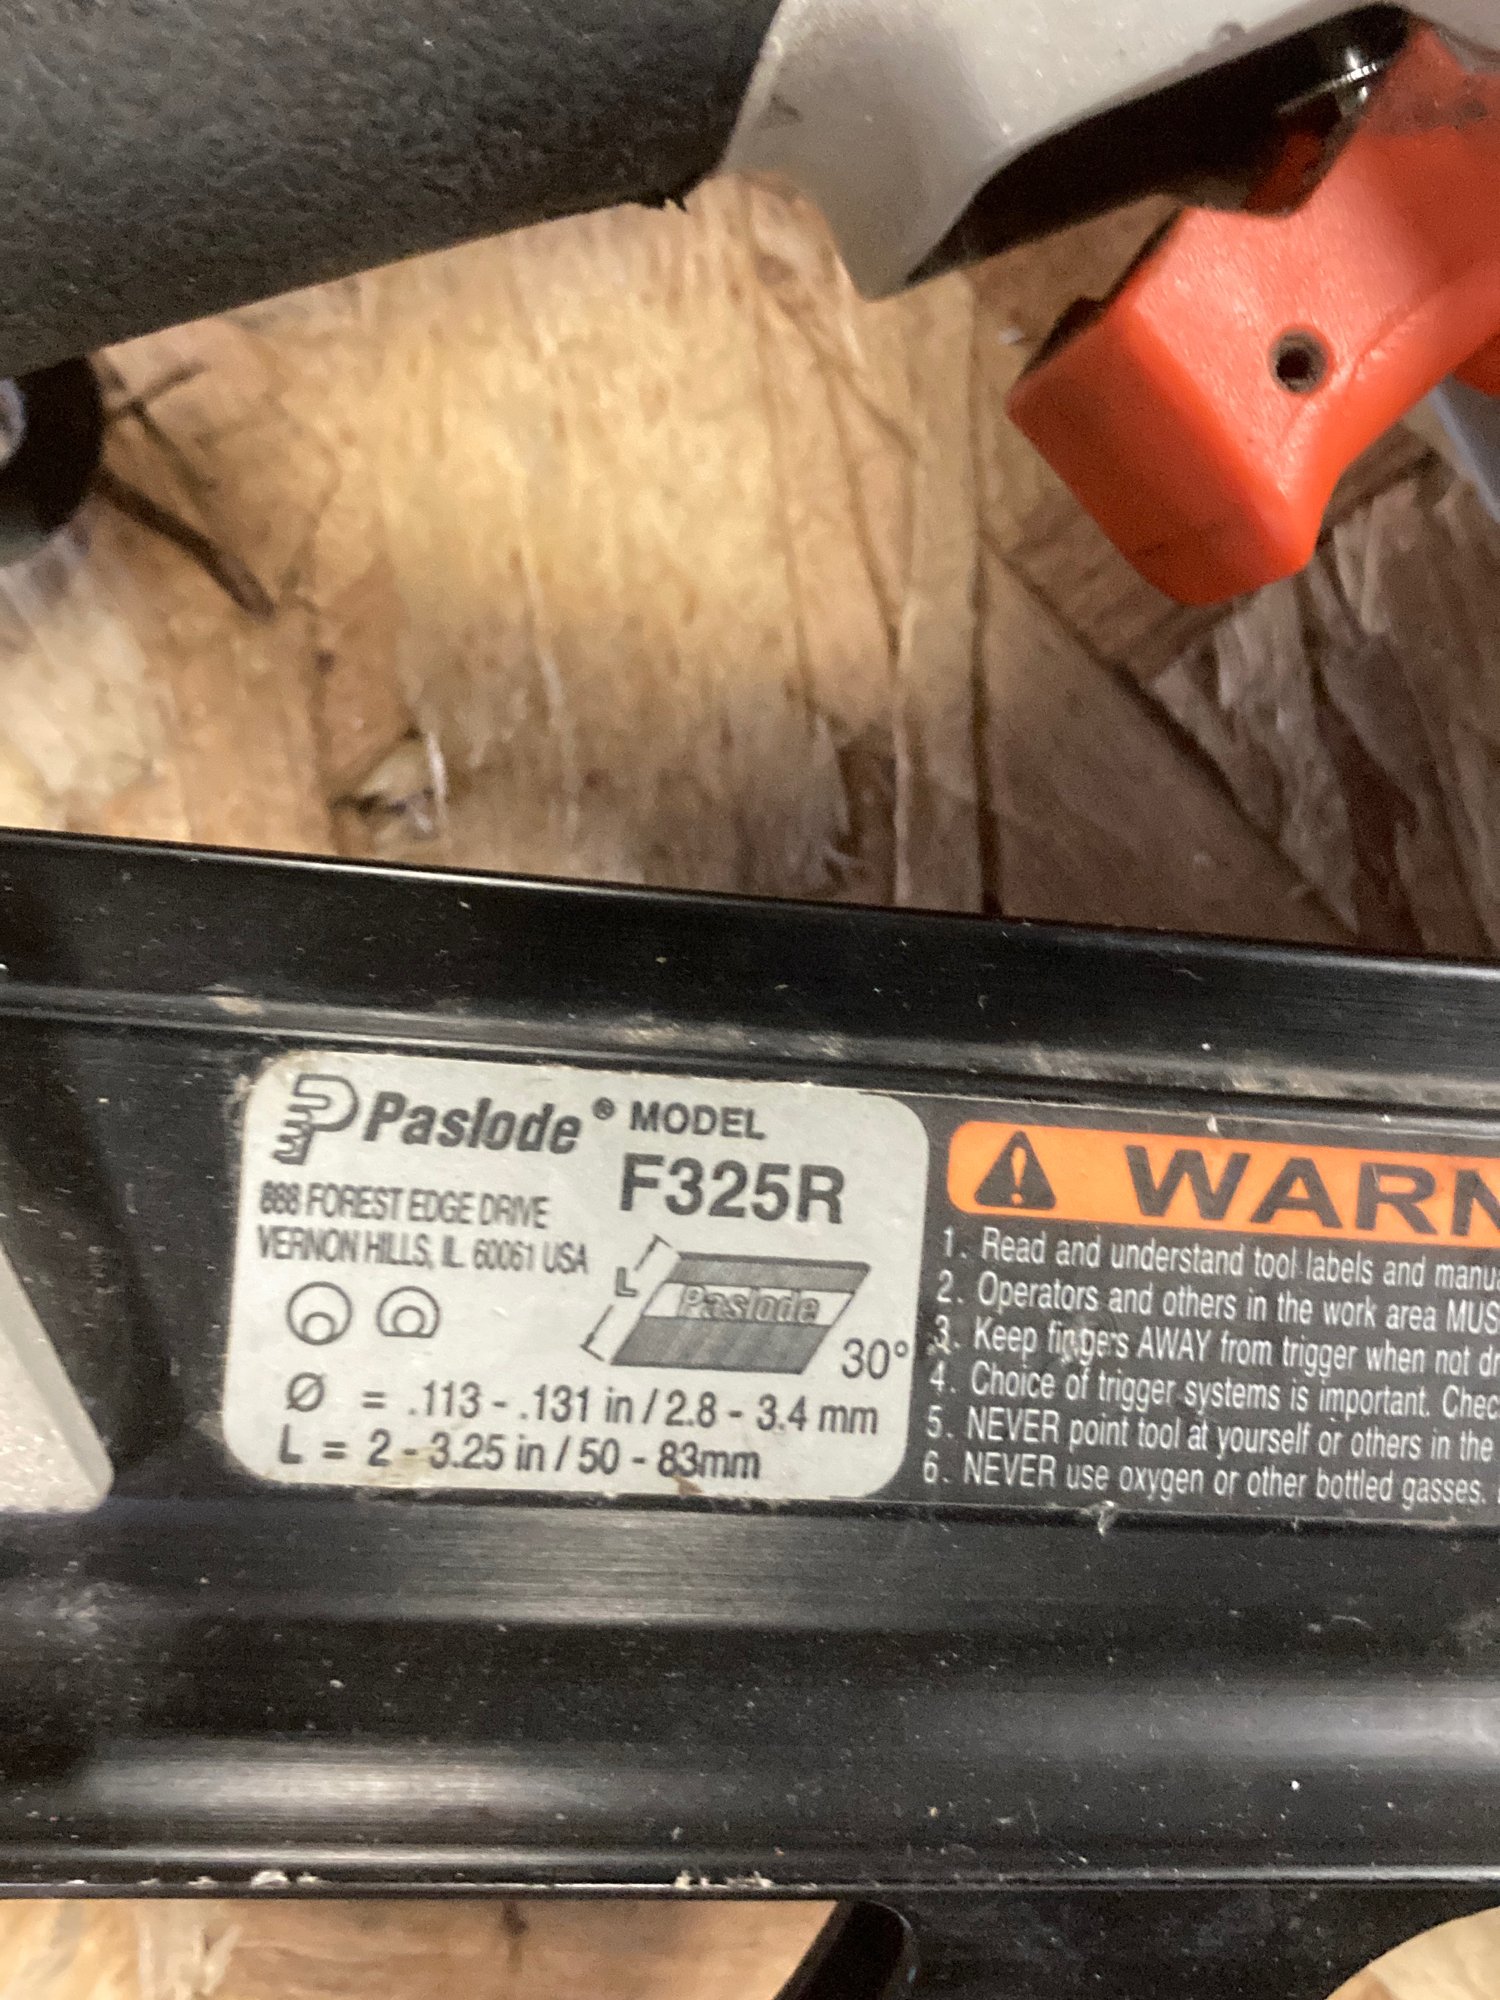 Paslode® MODEL
F325R
888 FOREST EDGE DRIVE
VERNON HILLS, IL 60061 USA
L
Paslode
30°
Ø = .113 - .131 in / 2.8 - 3.4 mm
L = 2 - 3.25 in / 50 - 83mm
WARN
1. Read and understand tool labels and manu
2. Operators and others in the work area MUS
3. Keep fingers AWAY from trigger when not dr
4. Choice of trigger systems is important. Chec
5. NEVER point tool at yourself or others in the
6. NEVER use oxygen or other bottled gasses.